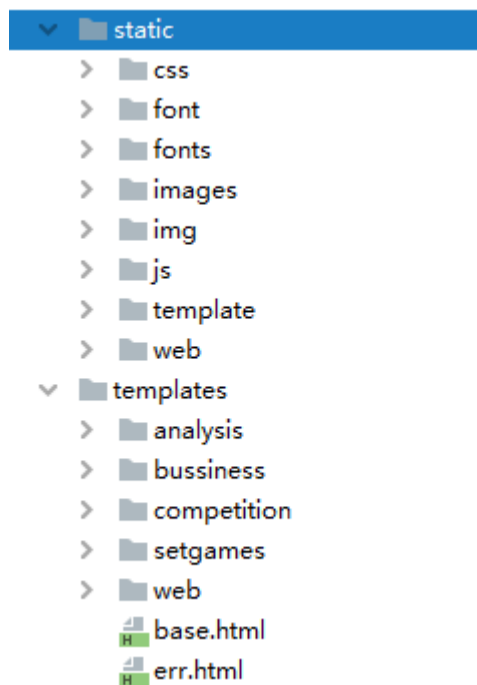 static
css
font
fonts
images
img
js
template
web
templates
analysis
bussiness
competition
setgames
web
base.html
err.html